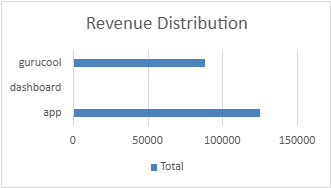 Revenue Distribution
gurucool
dashboard
app
0 50000 100000 150000
Total